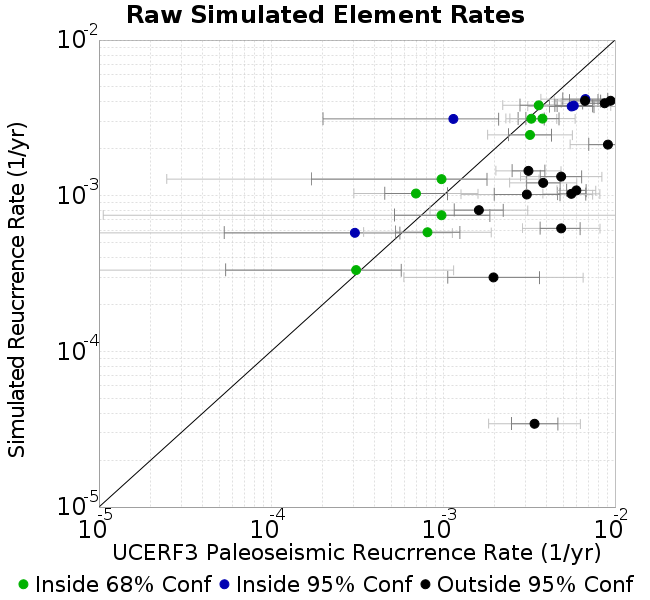 Raw Simulated Element Rates
10-2
10-3
10-4
10-5
Simulated Reucrrence Rate (1/yr)
10-5 10-4 10-3 10-2
UCERF3 Paleoseismic Reucrrence Rate (1/yr)
Inside 68% Conf Inside 95% Conf Outside 95% Conf